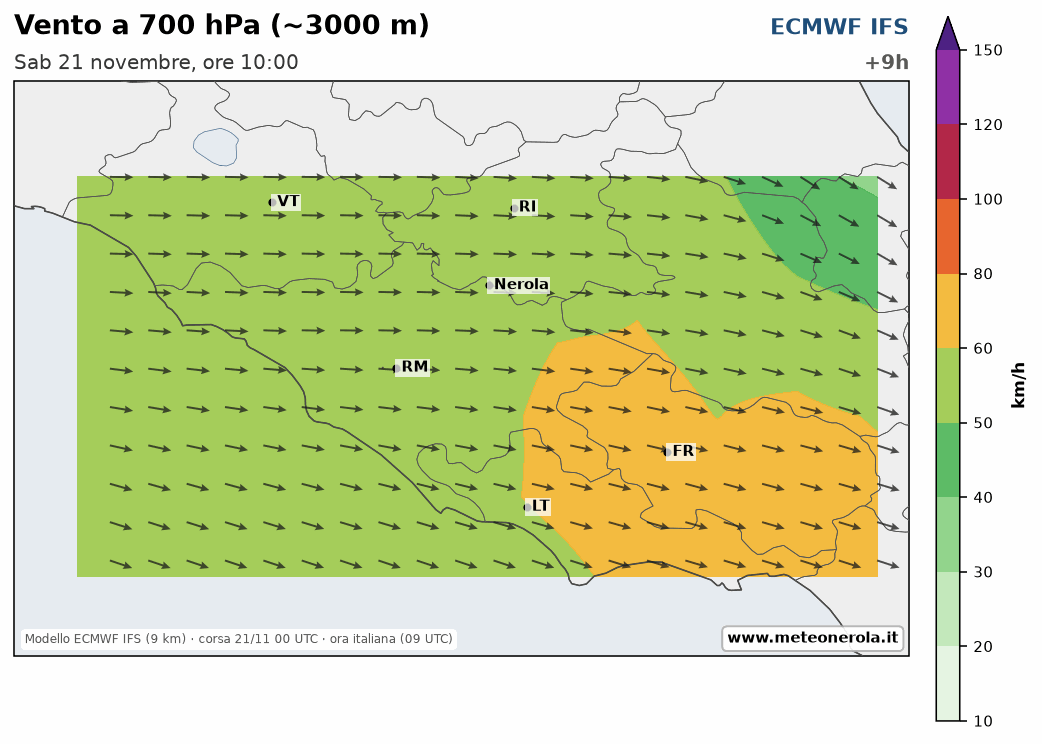 Vento a 700 hPa (~3000 m)
ECMWF IFS
Sab 21 novembre, ore 10:00
+9h
VT
RI
Nerola
RM
FR
LT
Modello ECMWF IFS (9 km) · corsa 21/11 00 UTC · ora italiana (09 UTC)
www.meteonerola.it
150
120
100
80
60
50
40
30
20
10
km/h